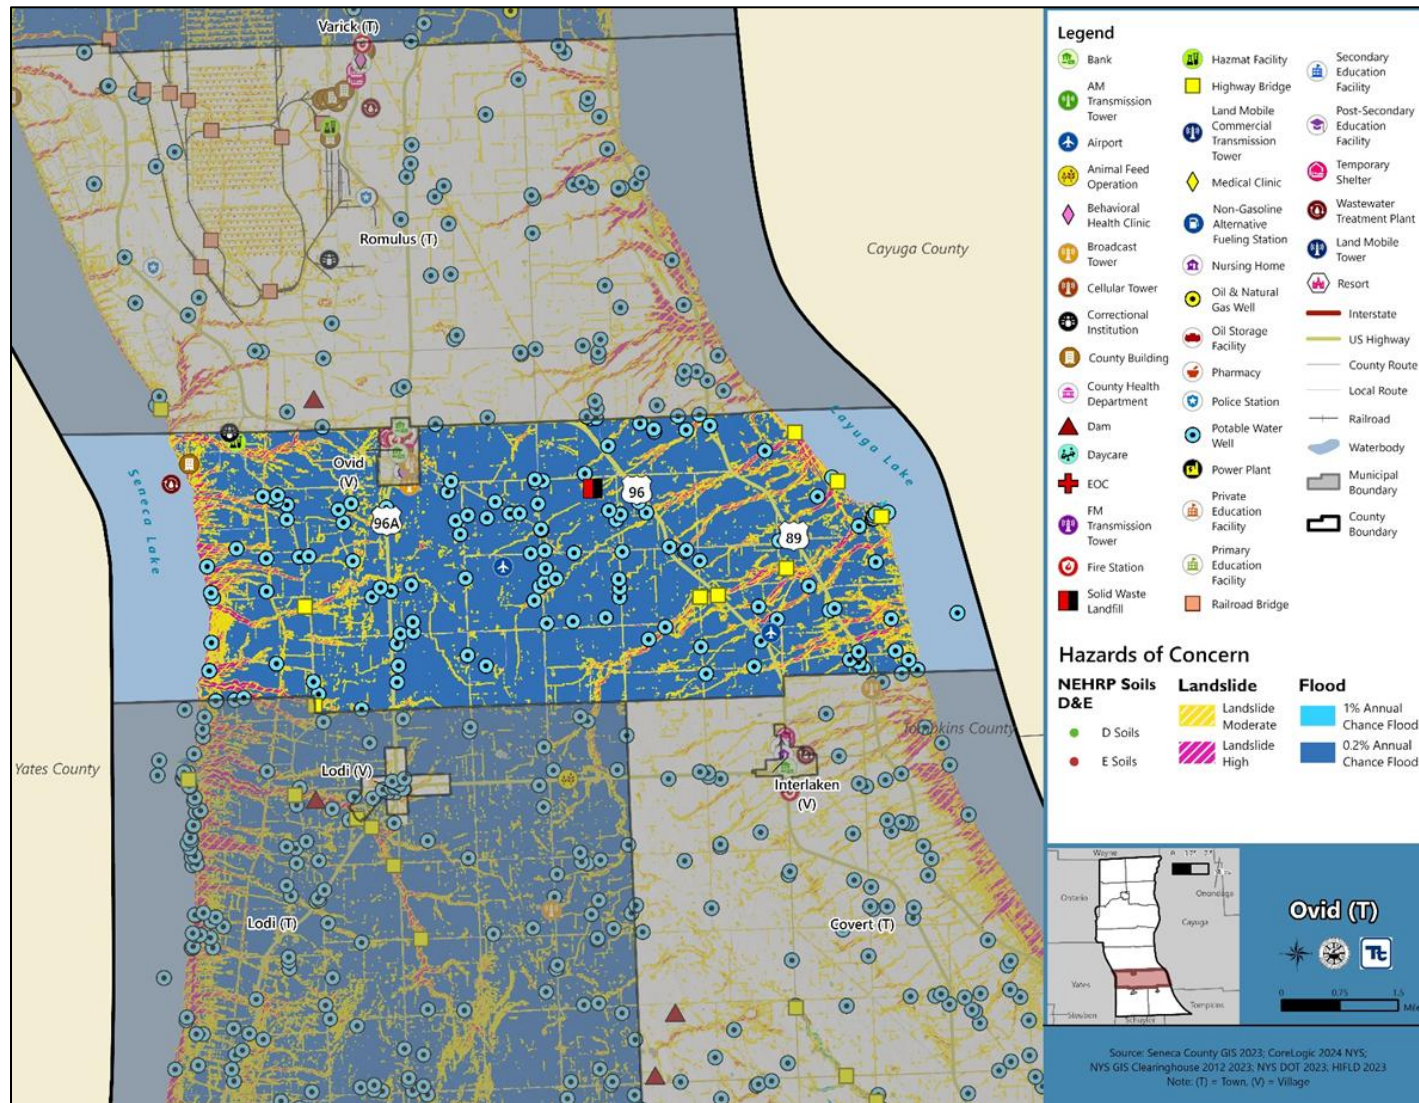 Varick (T)
Romulus (T)
Cayuga County
Cayuga Lake
Seneca Lake
Ovid
(V)
96
96A
89
Yates County
Tompkins County
Lodi (V)
Interlaken
(V)
Lodi (T)
Covert (T)
Legend
Bank
AM
Transmission
Tower
Airport
Animal Feed
Operation
Behavioral
Health Clinic
Broadcast
Tower
Cellular Tower
Correctional
Institution
County Building
County Health
Department
Dam
Daycare
EOC
FM
Transmission
Tower
Fire Station
Solid Waste
Landfill
Hazmat Facility
Highway Bridge
Land Mobile
Commercial
Transmission
Tower
Medical Clinic
Non-Gasoline
Alternative
Fueling Station
Nursing Home
Oil & Natural
Gas Well
Oil Storage
Facility
Pharmacy
Police Station
Potable Water
Well
Power Plant
Private
Education
Facility
Primary
Education
Facility
Railroad Bridge
Secondary
Education
Facility
Post-Secondary
Education
Facility
Temporary
Shelter
Wastewater
Treatment Plant
Land Mobile
Tower
Resort
Interstate
US Highway
County Route
Local Route
Railroad
Waterbody
Municipal
Boundary
County
Boundary
Hazards of Concern
NEHRP Soils
D&E
D Soils
E Soils
Landslide
Landslide
Moderate
Landslide
High
Flood
1% Annual
Chance Flood
0.2% Annual
Chance Flood
Wayne
Ontario
Onondaga
Cayuga
Yates
Tompkins
Steuben
Schuyler
Ovid (T)
Tt
0 0.75 1.5
Source: Seneca County GIS 2023; CoreLogic 2024 NYS;
NYS GIS Clearinghouse 2012 2023; NYS DOT 2023, HIFLD 2023
Note: (T) = Town, (V) = Village